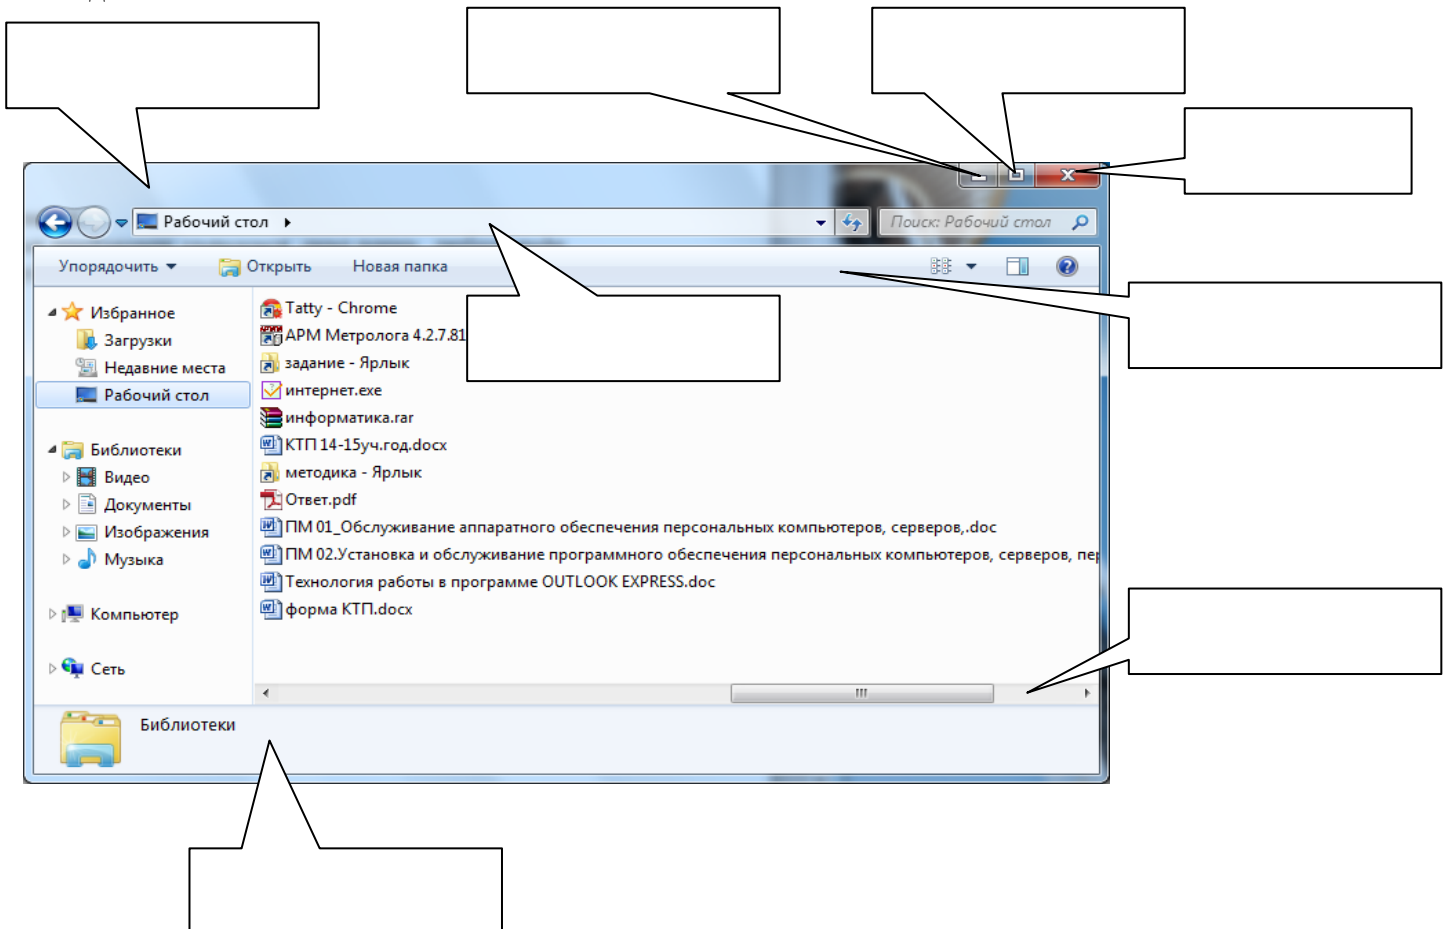 Рабочий стол
Поиск: Рабочий стол
Упорядочить
Открыть
Новая папка
Избранное
Загрузки
Недавние места
Рабочий стол
Библиотеки
Видео
Документы
Изображения
Музыка
Компьютер
Сеть
Tatty - Chrome
АРМ Метролога 4.2.7.81
задание - Ярлык
интернет.exe
информатика.rar
КТП 14-15уч.год.docx
методика - Ярлык
Ответ.pdf
ПМ 01_Обслуживание аппаратного обеспечения персональных компьютеров, серверов,.doc
ПМ 02.Установка и обслуживание программного обеспечения персональных компьютеров, серверов, пер
Технология работы в программе OUTLOOK EXPRESS.doc
форма КТП.docx
Библиотеки